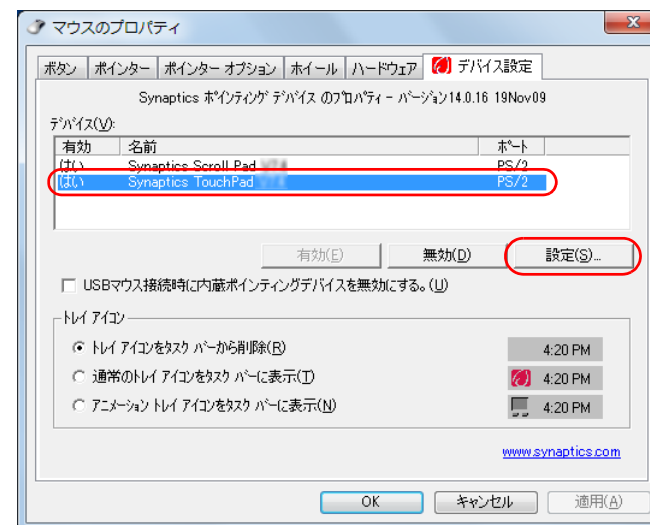 マウスのプロパティ
ボタン ポインター ポインター オプション ホイール ハードウェア デバイス設定
Synaptics ポインティング デバイス のプロパティ - バージョン14.0.16 19Nov09
デバイス(V):
有効 名前 ポート
はい Synaptics Scroll Pad PS/2
はい Synaptics TouchPad PS/2
有効(E) 無効(D) 設定(S)...
USBマウス接続時に内蔵ポインティングデバイスを無効にする。(U)
トレイ アイコン
トレイ アイコンをタスク バーから削除(R) 4:20 PM
通常のトレイ アイコンをタスク バーに表示(T) 4:20 PM
アニメーション トレイ アイコンをタスク バーに表示(N) 4:20 PM
www.synaptics.com
OK キャンセル 適用(A)